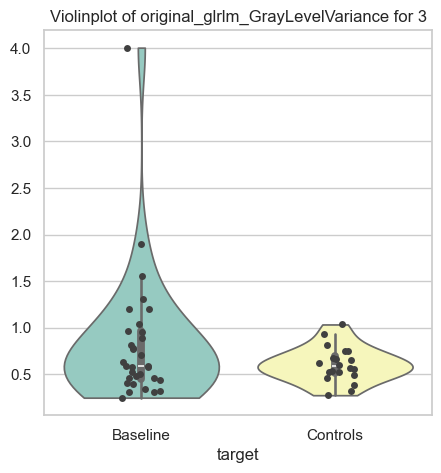 Violinplot of original_glrlm_GrayLevelVariance for 3
4.0
3.5
3.0
2.5
2.0
1.5
1.0
0.5
Baseline
Controls
target